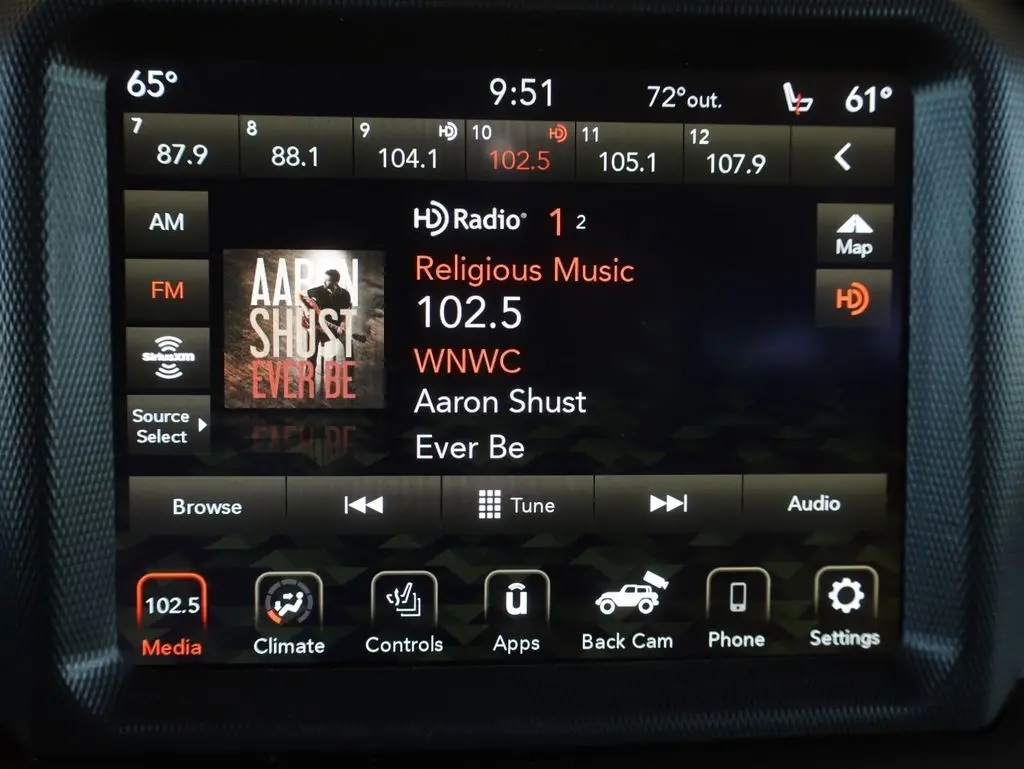 65° 9:51 72°out. 61°
7 8 9 HD 10 HD 11 12
87.9 88.1 104.1 102.5 105.1 107.9
AM
FM
SiriusXM
Source
Select
AARON
SHUST
EVER BE
HD Radio® 1 2
Religious Music
102.5
WNWC
Aaron Shust
Ever Be
Map
HD
Browse Tune Audio
102.5 û
Media Climate Controls Apps Back Cam Phone Settings